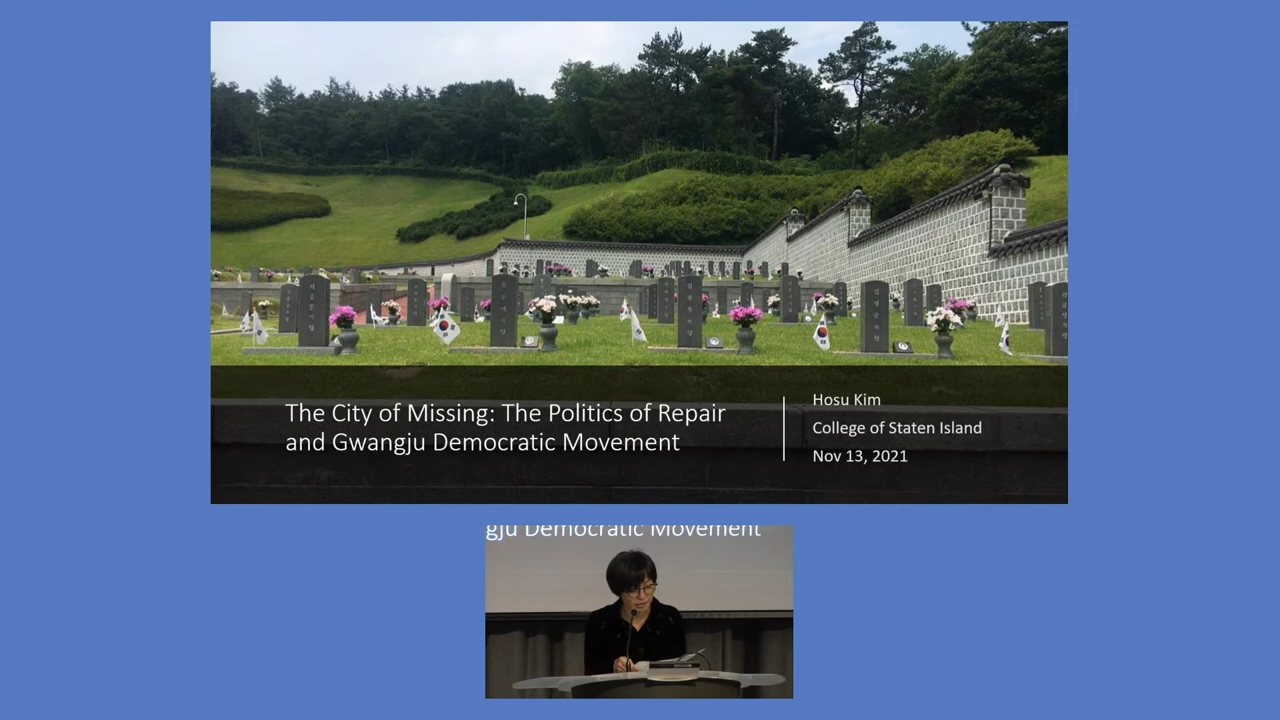 The City of Missing: The Politics of Repair
and Gwangju Democratic Movement
Hosu Kim
College of Staten Island
Nov 13, 2021
gju Democratic Movement